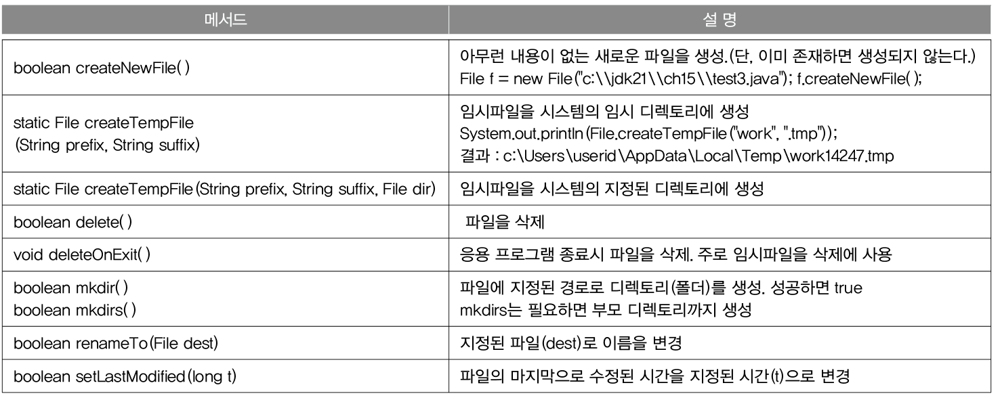 메서드
설 명
boolean createNewFile( )
아무런 내용이 없는 새로운 파일을 생성.(단, 이미 존재하면 생성되지 않는다.)
File f = new File("c:\\jdk21\\ch15\\test3.java"); f.createNewFile( );
static File createTempFile
(String prefix, String suffix)
임시파일을 시스템의 임시 디렉토리에 생성
System.out.println(File.createTempFile("work", ".tmp"));
결과 : c:\Users\userid\AppData\Local\Temp\work14247.tmp
static File createTempFile(String prefix, String suffix, File dir)
임시파일을 시스템의 지정된 디렉토리에 생성
boolean delete( )
파일을 삭제
void deleteOnExit( )
응용 프로그램 종료시 파일을 삭제. 주로 임시파일을 삭제에 사용
boolean mkdir( )
boolean mkdirs( )
파일에 지정된 경로로 디렉토리(폴더)를 생성. 성공하면 true
mkdirs는 필요하면 부모 디렉토리까지 생성
boolean renameTo(File dest)
지정된 파일(dest)로 이름을 변경
boolean setLastModified(long t)
파일의 마지막으로 수정된 시간을 지정된 시간(t)으로 변경